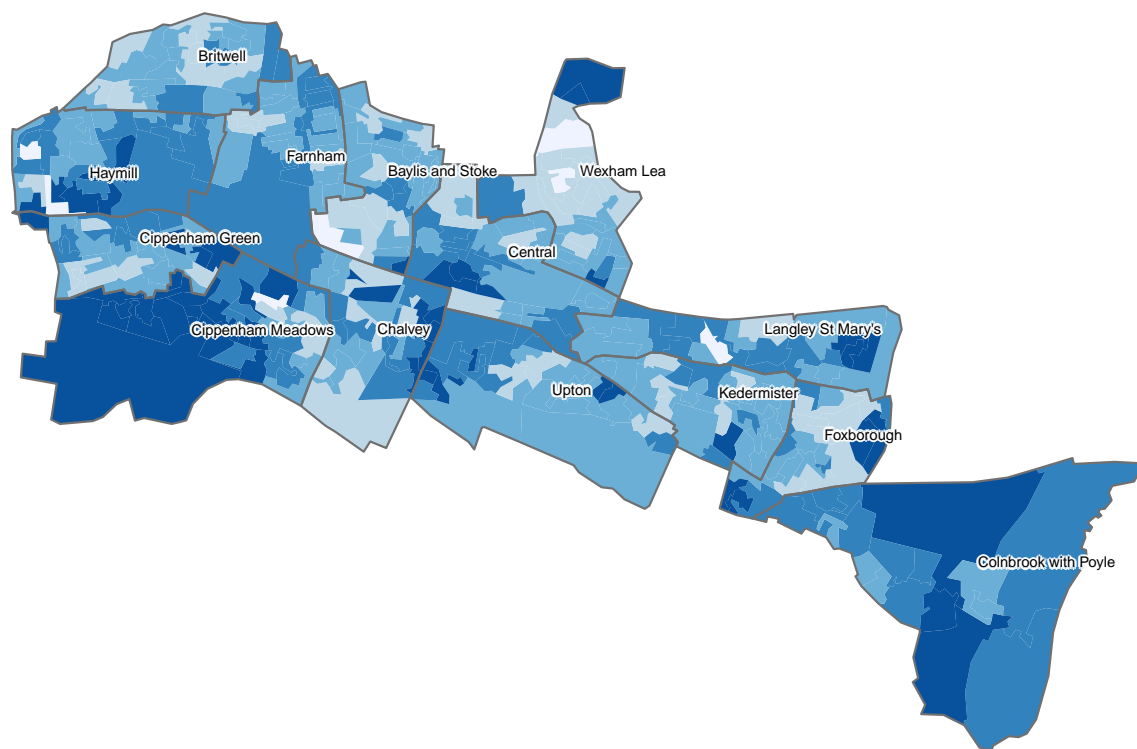 Britwell
Farnham
Haymill
Baylis and Stoke
Wexham Lea
Cippenham Green
Central
Cippenham Meadows
Chalvey
Langley St Mary's
Upton
Kedermister
Foxborough
Colnbrook with Poyle